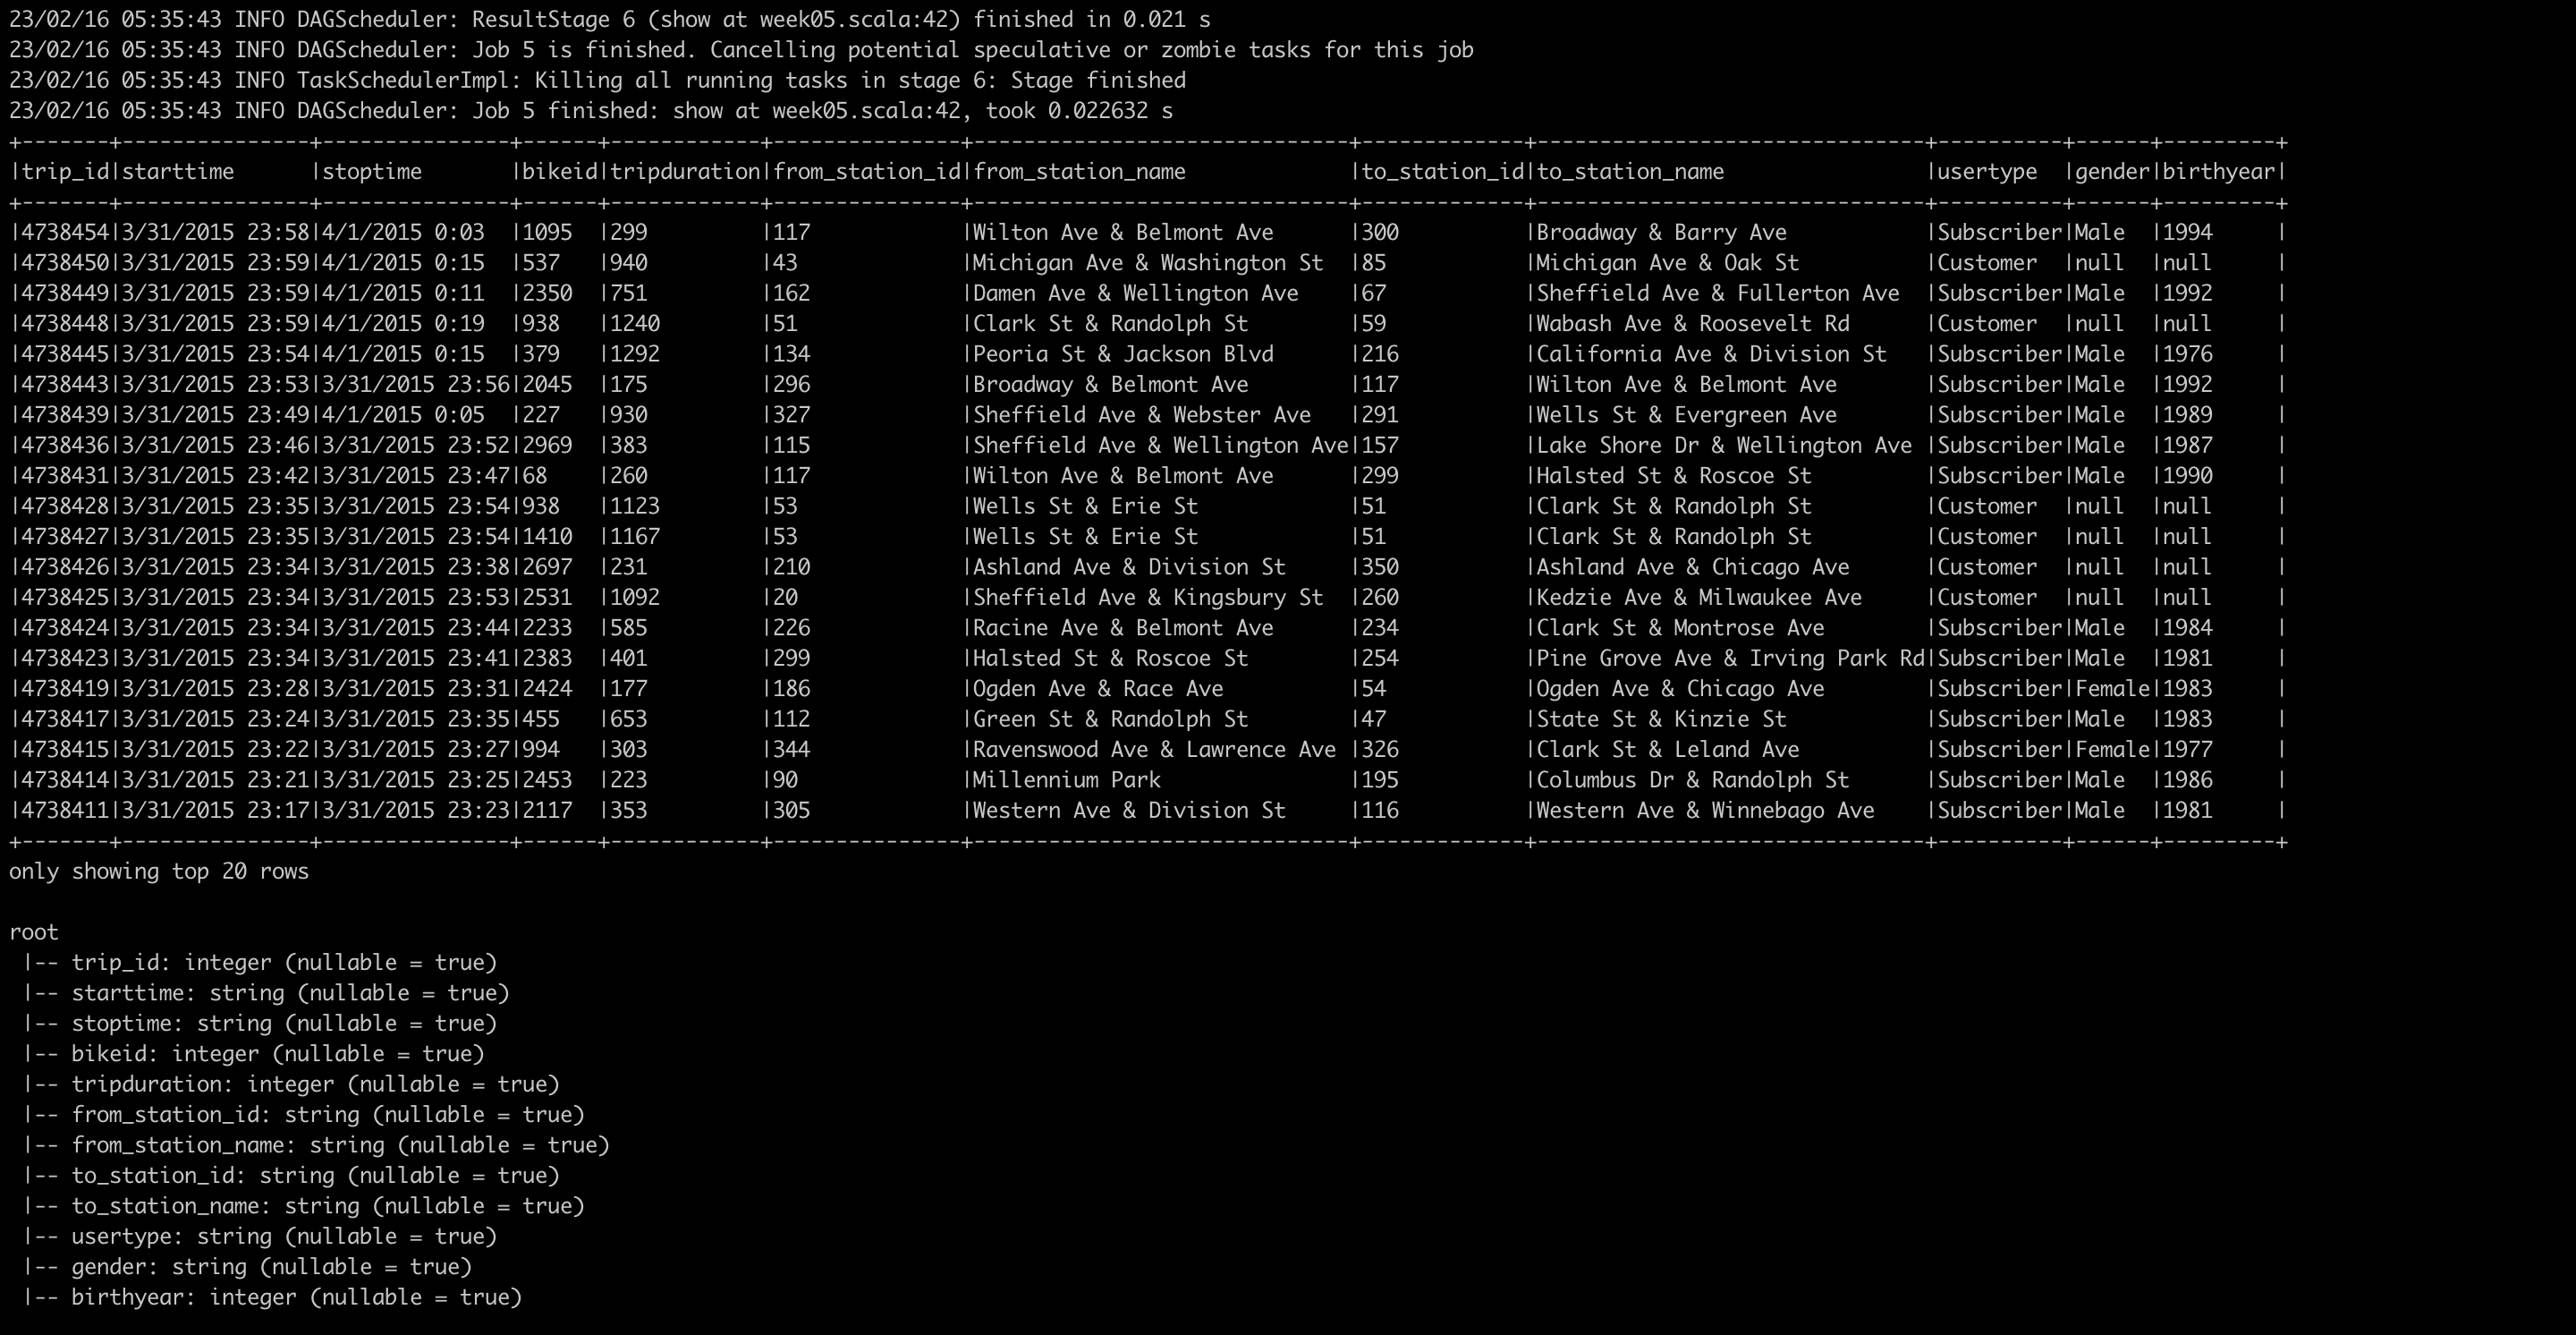 23/02/16 05:35:43 INFO DAGScheduler: ResultStage 6 (show at week05.scala:42) finished in 0.021 s
23/02/16 05:35:43 INFO DAGScheduler: Job 5 is finished. Cancelling potential speculative or zombie tasks for this job
23/02/16 05:35:43 INFO TaskSchedulerImpl: Killing all running tasks in stage 6: Stage finished
23/02/16 05:35:43 INFO DAGScheduler: Job 5 finished: show at week05.scala:42, took 0.022632 s
+-------+---------------+---------------+------+------------+---------------+------------------------------+-------------+-------------------------------+----------+------+---------+
|trip_id|starttime      |stoptime       |bikeid|tripduration|from_station_id|from_station_name             |to_station_id|to_station_name                |usertype  |gender|birthyear|
+-------+---------------+---------------+------+------------+---------------+------------------------------+-------------+-------------------------------+----------+------+---------+
|4738454|3/31/2015 23:58|4/1/2015 0:03  |1095  |299         |117            |Wilton Ave & Belmont Ave      |300          |Broadway & Barry Ave           |Subscriber|Male  |1994     |
|4738450|3/31/2015 23:59|4/1/2015 0:15  |537   |940         |43             |Michigan Ave & Washington St  |85           |Michigan Ave & Oak St          |Customer  |null  |null     |
|4738449|3/31/2015 23:59|4/1/2015 0:11  |2350  |751         |162            |Damen Ave & Wellington Ave    |67           |Sheffield Ave & Fullerton Ave  |Subscriber|Male  |1992     |
|4738448|3/31/2015 23:59|4/1/2015 0:19  |938   |1240        |51             |Clark St & Randolph St        |59           |Wabash Ave & Roosevelt Rd      |Customer  |null  |null     |
|4738445|3/31/2015 23:54|4/1/2015 0:15  |379   |1292        |134            |Peoria St & Jackson Blvd      |216          |California Ave & Division St   |Subscriber|Male  |1976     |
|4738443|3/31/2015 23:53|3/31/2015 23:56|2045  |175         |296            |Broadway & Belmont Ave        |117          |Wilton Ave & Belmont Ave       |Subscriber|Male  |1992     |
|4738439|3/31/2015 23:49|4/1/2015 0:05  |227   |930         |327            |Sheffield Ave & Webster Ave   |291          |Wells St & Evergreen Ave       |Subscriber|Male  |1989     |
|4738436|3/31/2015 23:46|3/31/2015 23:52|2969  |383         |115            |Sheffield Ave & Wellington Ave|157          |Lake Shore Dr & Wellington Ave |Subscriber|Male  |1987     |
|4738431|3/31/2015 23:42|3/31/2015 23:47|68    |260         |117            |Wilton Ave & Belmont Ave      |299          |Halsted St & Roscoe St         |Subscriber|Male  |1990     |
|4738428|3/31/2015 23:35|3/31/2015 23:54|938   |1123        |53             |Wells St & Erie St            |51           |Clark St & Randolph St         |Customer  |null  |null     |
|4738427|3/31/2015 23:35|3/31/2015 23:54|1410  |1167        |53             |Wells St & Erie St            |51           |Clark St & Randolph St         |Customer  |null  |null     |
|4738426|3/31/2015 23:34|3/31/2015 23:38|2697  |231         |210            |Ashland Ave & Division St     |350          |Ashland Ave & Chicago Ave      |Customer  |null  |null     |
|4738425|3/31/2015 23:34|3/31/2015 23:53|2531  |1092        |20             |Sheffield Ave & Kingsbury St  |260          |Kedzie Ave & Milwaukee Ave     |Customer  |null  |null     |
|4738424|3/31/2015 23:34|3/31/2015 23:44|2233  |585         |226            |Racine Ave & Belmont Ave      |234          |Clark St & Montrose Ave        |Subscriber|Male  |1984     |
|4738423|3/31/2015 23:34|3/31/2015 23:41|2383  |401         |299            |Halsted St & Roscoe St        |254          |Pine Grove Ave & Irving Park Rd|Subscriber|Male  |1981     |
|4738419|3/31/2015 23:28|3/31/2015 23:31|2424  |177         |186            |Ogden Ave & Race Ave          |54           |Ogden Ave & Chicago Ave        |Subscriber|Female|1983     |
|4738417|3/31/2015 23:24|3/31/2015 23:35|455   |653         |112            |Green St & Randolph St        |47           |State St & Kinzie St           |Subscriber|Male  |1983     |
|4738415|3/31/2015 23:22|3/31/2015 23:27|994   |303         |344            |Ravenswood Ave & Lawrence Ave |326          |Clark St & Leland Ave          |Subscriber|Female|1977     |
|4738414|3/31/2015 23:21|3/31/2015 23:25|2453  |223         |90             |Millennium Park               |195          |Columbus Dr & Randolph St      |Subscriber|Male  |1986     |
|4738411|3/31/2015 23:17|3/31/2015 23:23|2117  |353         |305            |Western Ave & Division St     |116          |Western Ave & Winnebago Ave    |Subscriber|Male  |1981     |
+-------+---------------+---------------+------+------------+---------------+------------------------------+-------------+-------------------------------+----------+------+---------+
only showing top 20 rows

root
 |-- trip_id: integer (nullable = true)
 |-- starttime: string (nullable = true)
 |-- stoptime: string (nullable = true)
 |-- bikeid: integer (nullable = true)
 |-- tripduration: integer (nullable = true)
 |-- from_station_id: string (nullable = true)
 |-- from_station_name: string (nullable = true)
 |-- to_station_id: string (nullable = true)
 |-- to_station_name: string (nullable = true)
 |-- usertype: string (nullable = true)
 |-- gender: string (nullable = true)
 |-- birthyear: integer (nullable = true)